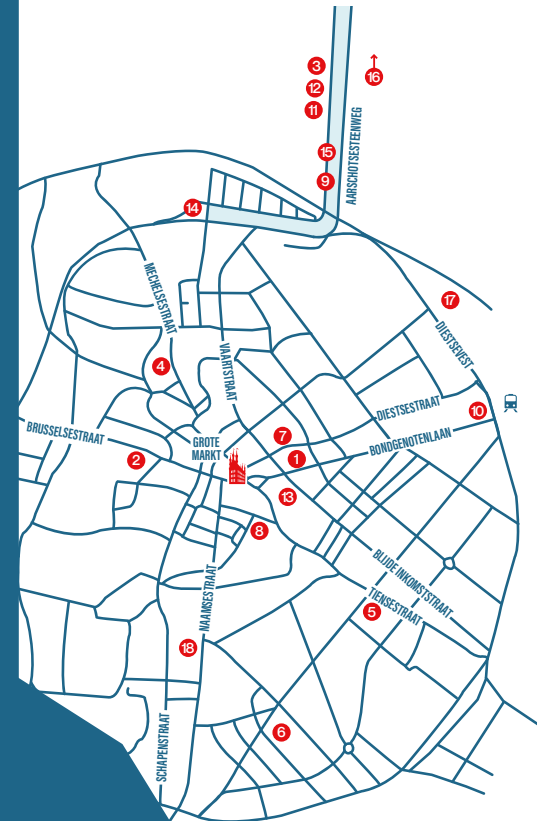 3
12
16
11
AARSCHOTSESTEENWEG
15
9
14
MECHELSESTRAAT
17
DIESTSEVEST
VAARTSTRAAT
4
DIESTSESTRAAT
10
BRUSSELSESTRAAT
GROTE
MARKT
7
BONDGENOTENLAAN
2
1
13
8
BLIJDE INKOMSTSTRAAT
NAAMSESTRAAT
TIENSESTRAAT
5
18
SCHAPENSTRAAT
6